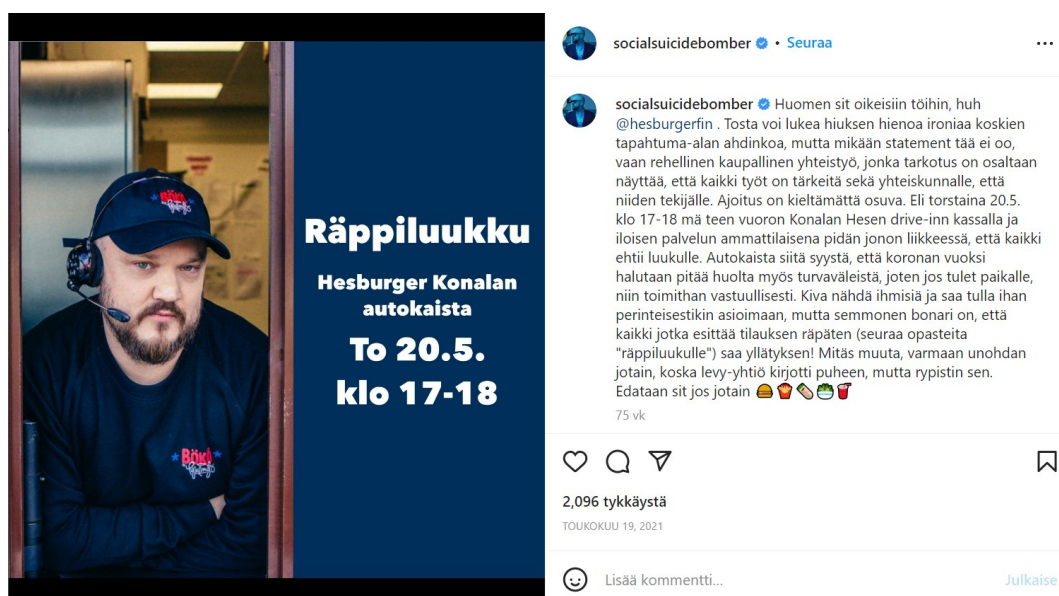 BÖKÖ
BÖKÖ
Räppiluukku
Hesburger Konalan
autokaista
To 20.5.
klo 17-18
socialsuicidebomber • Seuraa
socialsuicidebomber Huomen sit oikeisiin töihin, huh
@hesburgerfin . Tosta voi lukea hiuksen hienoa ironiaa koskien
tapahtuma-alan ahdinkoa, mutta mikään statement tää ei oo,
vaan rehellinen kaupallinen yhteistyö, jonka tarkotus on osaltaan
näyttää, että kaikki työt on tärkeitä sekä yhteiskunnalle, että
niiden tekijälle. Ajoitus on kieltämättä osuva. Eli torstaina 20.5.
klo 17-18 mä teen vuoron Konalan Hesen drive-inn kassalla ja
iloisen palvelun ammattilaisena pidän jonon liikkeessä, että kaikki
ehtii luukulle. Autokaista siitä syystä, että koronan vuoksi
halutaan pitää huolta myös turvaväleistä, joten jos tulet paikalle,
niin toimithan vastuullisesti. Kiva nähdä ihmisiä ja saa tulla ihan
perinteisestikin asioimaan, mutta semmonen bonari on, että
kaikki jotka esittää tilauksen räpäten (seuraa opasteita
"räppiluukulle") saa yllätyksen! Mitäs muuta, varmaan unohdan
jotain, koska levy-yhtiö kirjotti puheen, mutta rypistin sen.
Edataan sit jos jotain 🍔🍟🌯🥗🥤
75 vk
2,096 tykkäystä
TOUKOKUU 19, 2021
Lisää kommentti...
Julkaise